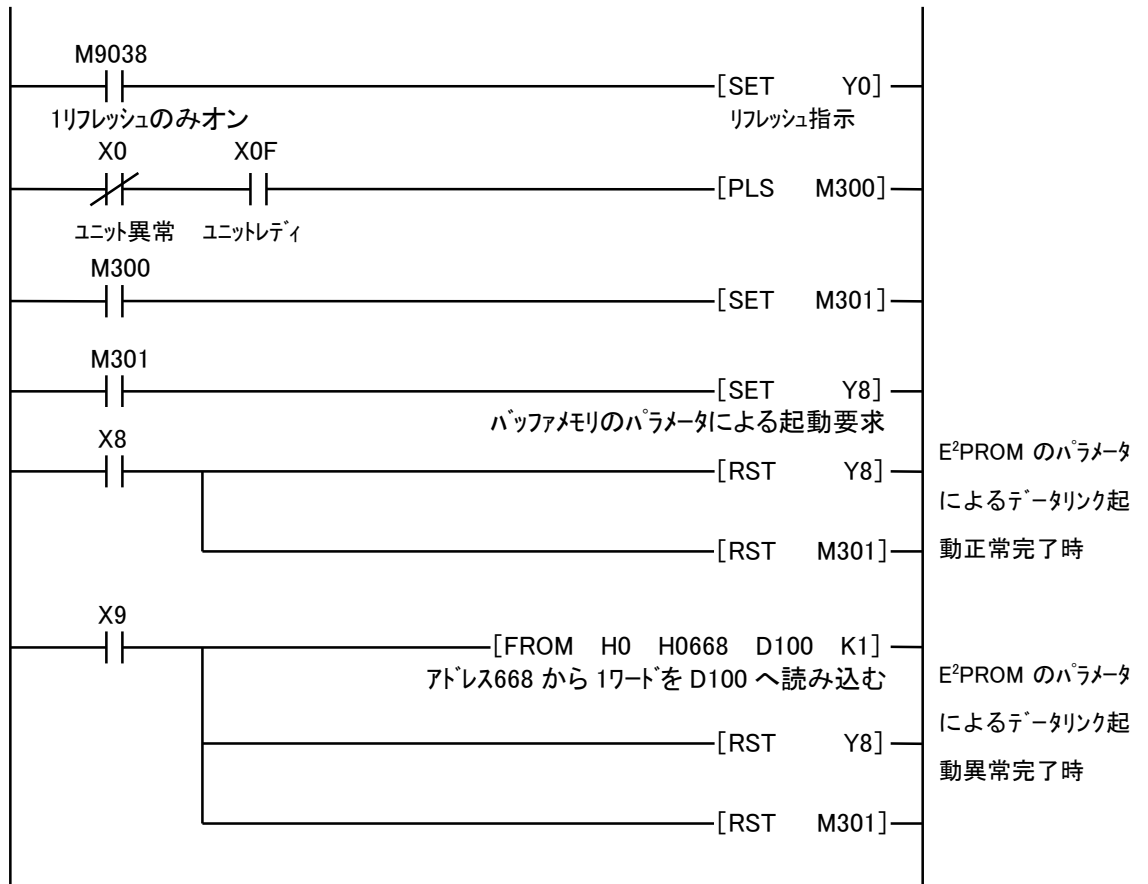 M9038
[SET Y0]
1ﾘﾌﾚｯｼｭのみオン
ﾘﾌﾚｯｼｭ指示
X0 X0F
[PLS M300]
ﾕﾆｯﾄ異常 ﾕﾆｯﾄﾚﾃﾞｨ
M300
[SET M301]
M301
[SET Y8]
ﾊﾞｯﾌｧﾒﾓﾘのﾊﾟﾗﾒｰﾀによる起動要求
X8
[RST Y8]
[RST M301]
E²PROM のﾊﾟﾗﾒｰﾀ
によるﾃﾞｰﾀﾘﾝｸ起
動正常完了時
X9
[FROM H0 H0668 D100 K1]
ｱﾄﾞﾚｽ668 から 1ﾜｰﾄﾞを D100 へ読み込む
[RST Y8]
[RST M301]
E²PROM のﾊﾟﾗﾒｰﾀ
によるﾃﾞｰﾀﾘﾝｸ起
動異常完了時